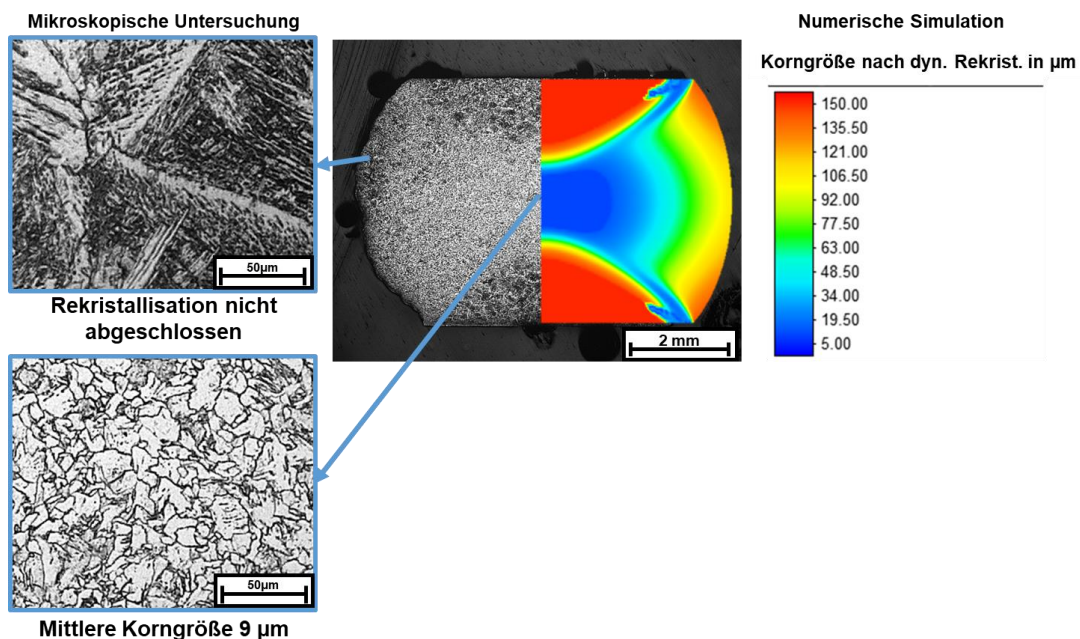 Mikroskopische Untersuchung
50µm
Rekristallisation nicht
abgeschlossen
50µm
Mittlere Korngröße 9 µm
2 mm
Numerische Simulation
Korngröße nach dyn. Rekrist. in µm
150.00
135.50
121.00
106.50
92.00
77.50
63.00
48.50
34.00
19.50
5.00